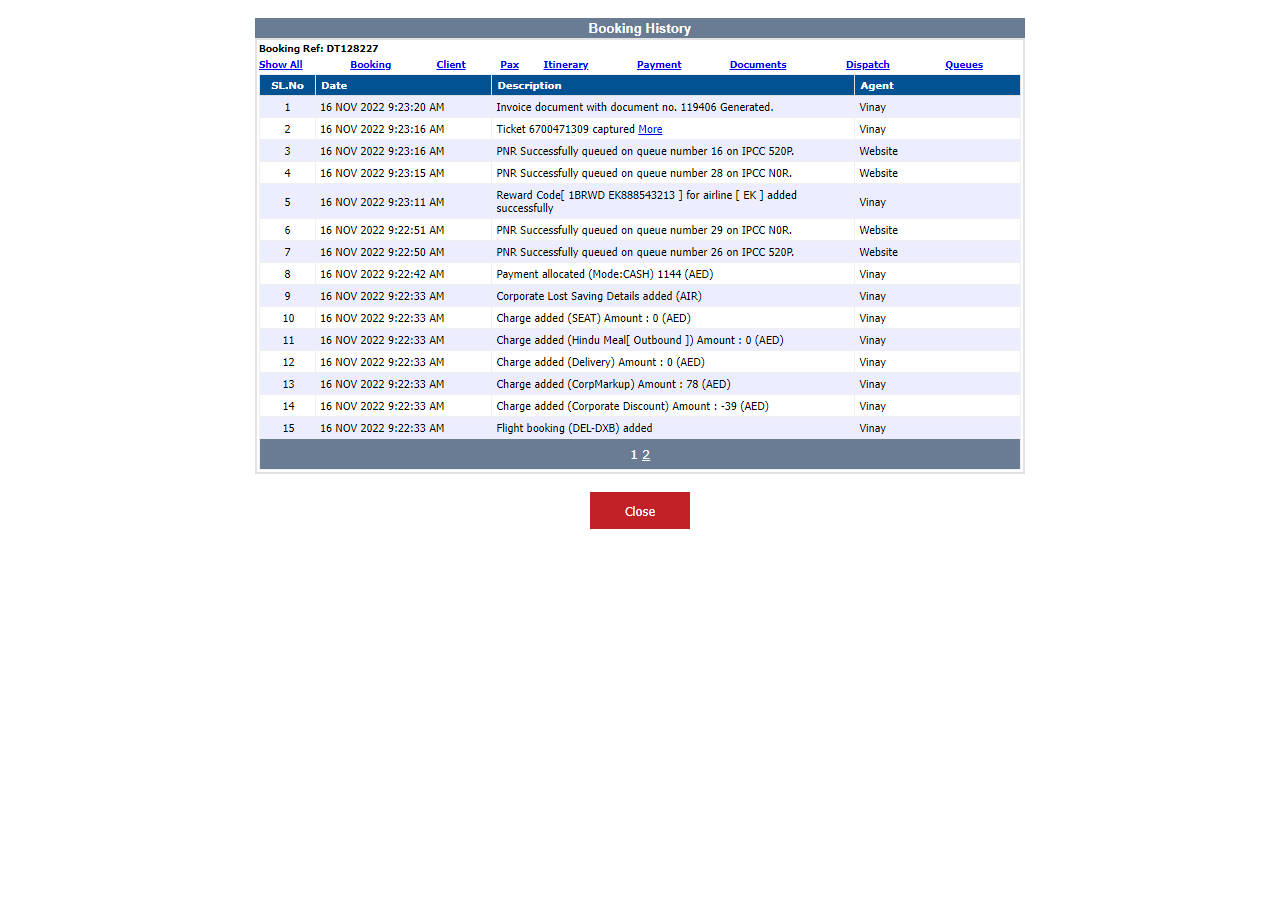 Booking History
Booking Ref: DT128227
Show All Booking Client Pax Itinerary Payment Documents Dispatch Queues
SL.No Date Description Agent
1 16 NOV 2022 9:23:20 AM Invoice document with document no. 119406 Generated. Vinay
2 16 NOV 2022 9:23:16 AM Ticket 6700471309 captured More Vinay
3 16 NOV 2022 9:23:16 AM PNR Successfully queued on queue number 16 on IPCC 520P. Website
4 16 NOV 2022 9:23:15 AM PNR Successfully queued on queue number 28 on IPCC N0R. Website
5 16 NOV 2022 9:23:11 AM Reward Code[ 1BRWD EK888543213 ] for airline [ EK ] added
successfully Vinay
6 16 NOV 2022 9:22:51 AM PNR Successfully queued on queue number 29 on IPCC N0R. Website
7 16 NOV 2022 9:22:50 AM PNR Successfully queued on queue number 26 on IPCC 520P. Website
8 16 NOV 2022 9:22:42 AM Payment allocated (Mode:CASH) 1144 (AED) Vinay
9 16 NOV 2022 9:22:33 AM Corporate Lost Saving Details added (AIR) Vinay
10 16 NOV 2022 9:22:33 AM Charge added (SEAT) Amount : 0 (AED) Vinay
11 16 NOV 2022 9:22:33 AM Charge added (Hindu Meal[ Outbound ]) Amount : 0 (AED) Vinay
12 16 NOV 2022 9:22:33 AM Charge added (Delivery) Amount : 0 (AED) Vinay
13 16 NOV 2022 9:22:33 AM Charge added (CorpMarkup) Amount : 78 (AED) Vinay
14 16 NOV 2022 9:22:33 AM Charge added (Corporate Discount) Amount : -39 (AED) Vinay
15 16 NOV 2022 9:22:33 AM Flight booking (DEL-DXB) added Vinay
1 2
Close